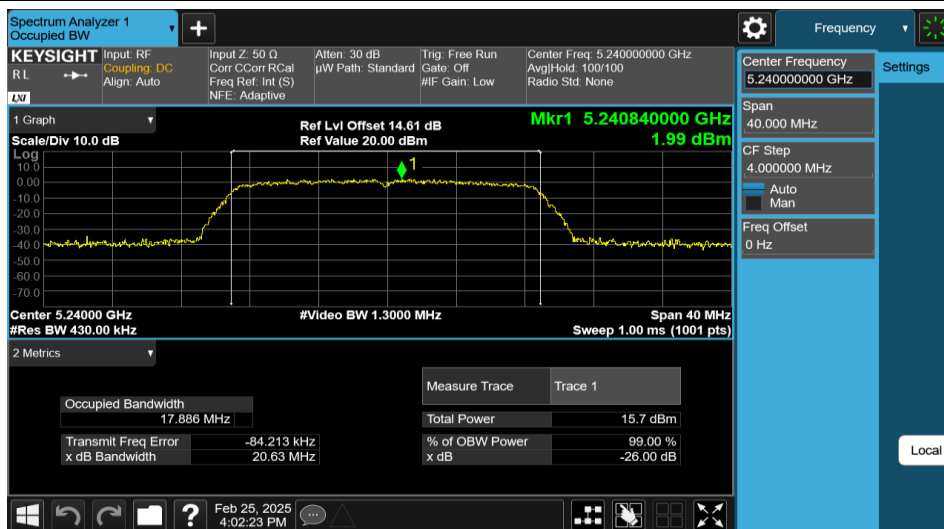 Spectrum Analyzer 1
Occupied BW
Frequency
KEYSIGHT
RL
LXI
Input: RF
Coupling: DC
Align: Auto
Input Z: 50 Ω
Corr CCorr RCal
Freq Ref: Int (S)
NFE: Adaptive
Atten: 30 dB
µW Path: Standard
Trig: Free Run
Gate: Off
#IF Gain: Low
Center Freq: 5.240000000 GHz
Avg|Hold: 100/100
Radio Std: None
Center Frequency
5.240000000 GHz
Settings
Span
40.000 MHz
CF Step
4.000000 MHz
Auto
Man
Freq Offset
0 Hz
1 Graph
Scale/Div 10.0 dB
Ref Lvl Offset 14.61 dB
Ref Value 20.00 dBm
Mkr1 5.240840000 GHz
1.99 dBm
Log
10.0
0.00
-10.0
-20.0
-30.0
-40.0
-50.0
-60.0
-70.0
1
Center 5.24000 GHz
#Res BW 430.00 kHz
#Video BW 1.3000 MHz
Span 40 MHz
Sweep 1.00 ms (1001 pts)
2 Metrics
Occupied Bandwidth
17.886 MHz
Transmit Freq Error -84.213 kHz
x dB Bandwidth 20.63 MHz
Measure Trace Trace 1
Total Power 15.7 dBm
% of OBW Power 99.00 %
x dB -26.00 dB
Local
?
Feb 25, 2025
4:02:23 PM